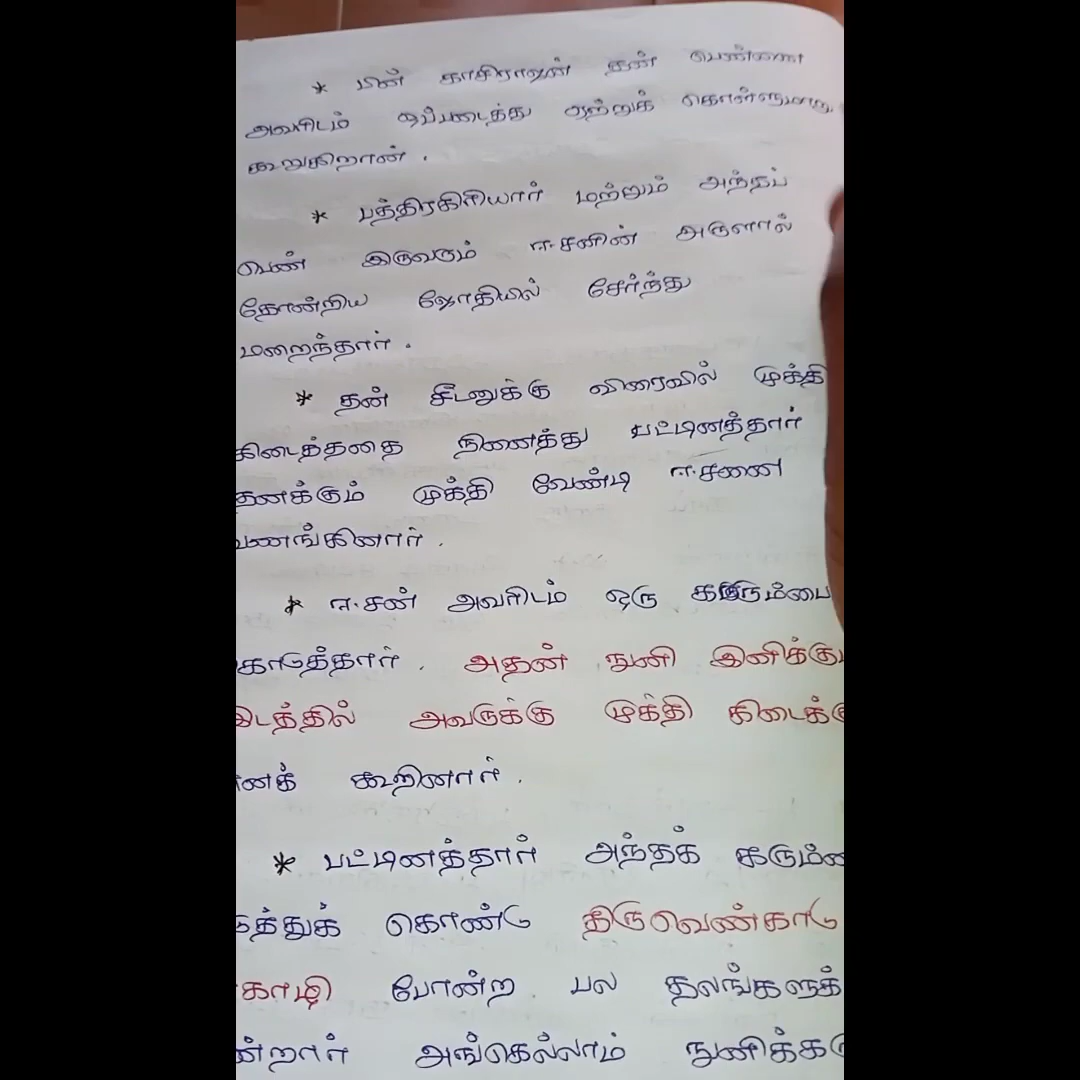 * பின் காசிராஜன் தன் பெண்ணை
அவரிடம் ஒப்படைத்து ஏற்றுக் கொள்ளுமாறு
கூறுகிறான்.
* பத்திரகிரியார் மற்றும் அந்தப்
பெண் இருவரும் ஈசனின் அருளால்
தோன்றிய ஜோதியில் சேர்ந்து
மறைந்தார்.
* தன் சீடனுக்கு விரைவில் முக்தி
கிடைத்ததை நினைத்து பட்டினத்தார்
தனக்கும் முக்தி வேண்டி ஈசனை
வணங்கினார்.
* ஈசன் அவரிடம் ஒரு கரும்பை
கொடுத்தார். அதன் நுனி இனிக்கு
இடத்தில் அவருக்கு முக்தி கிடைக்கு
எனக் கூறினார்.
* பட்டினத்தார் அந்தக்
கொண்டு திருவெண்காடு
போன்ற பல தலங்களுக்
அங்கெல்லாம்